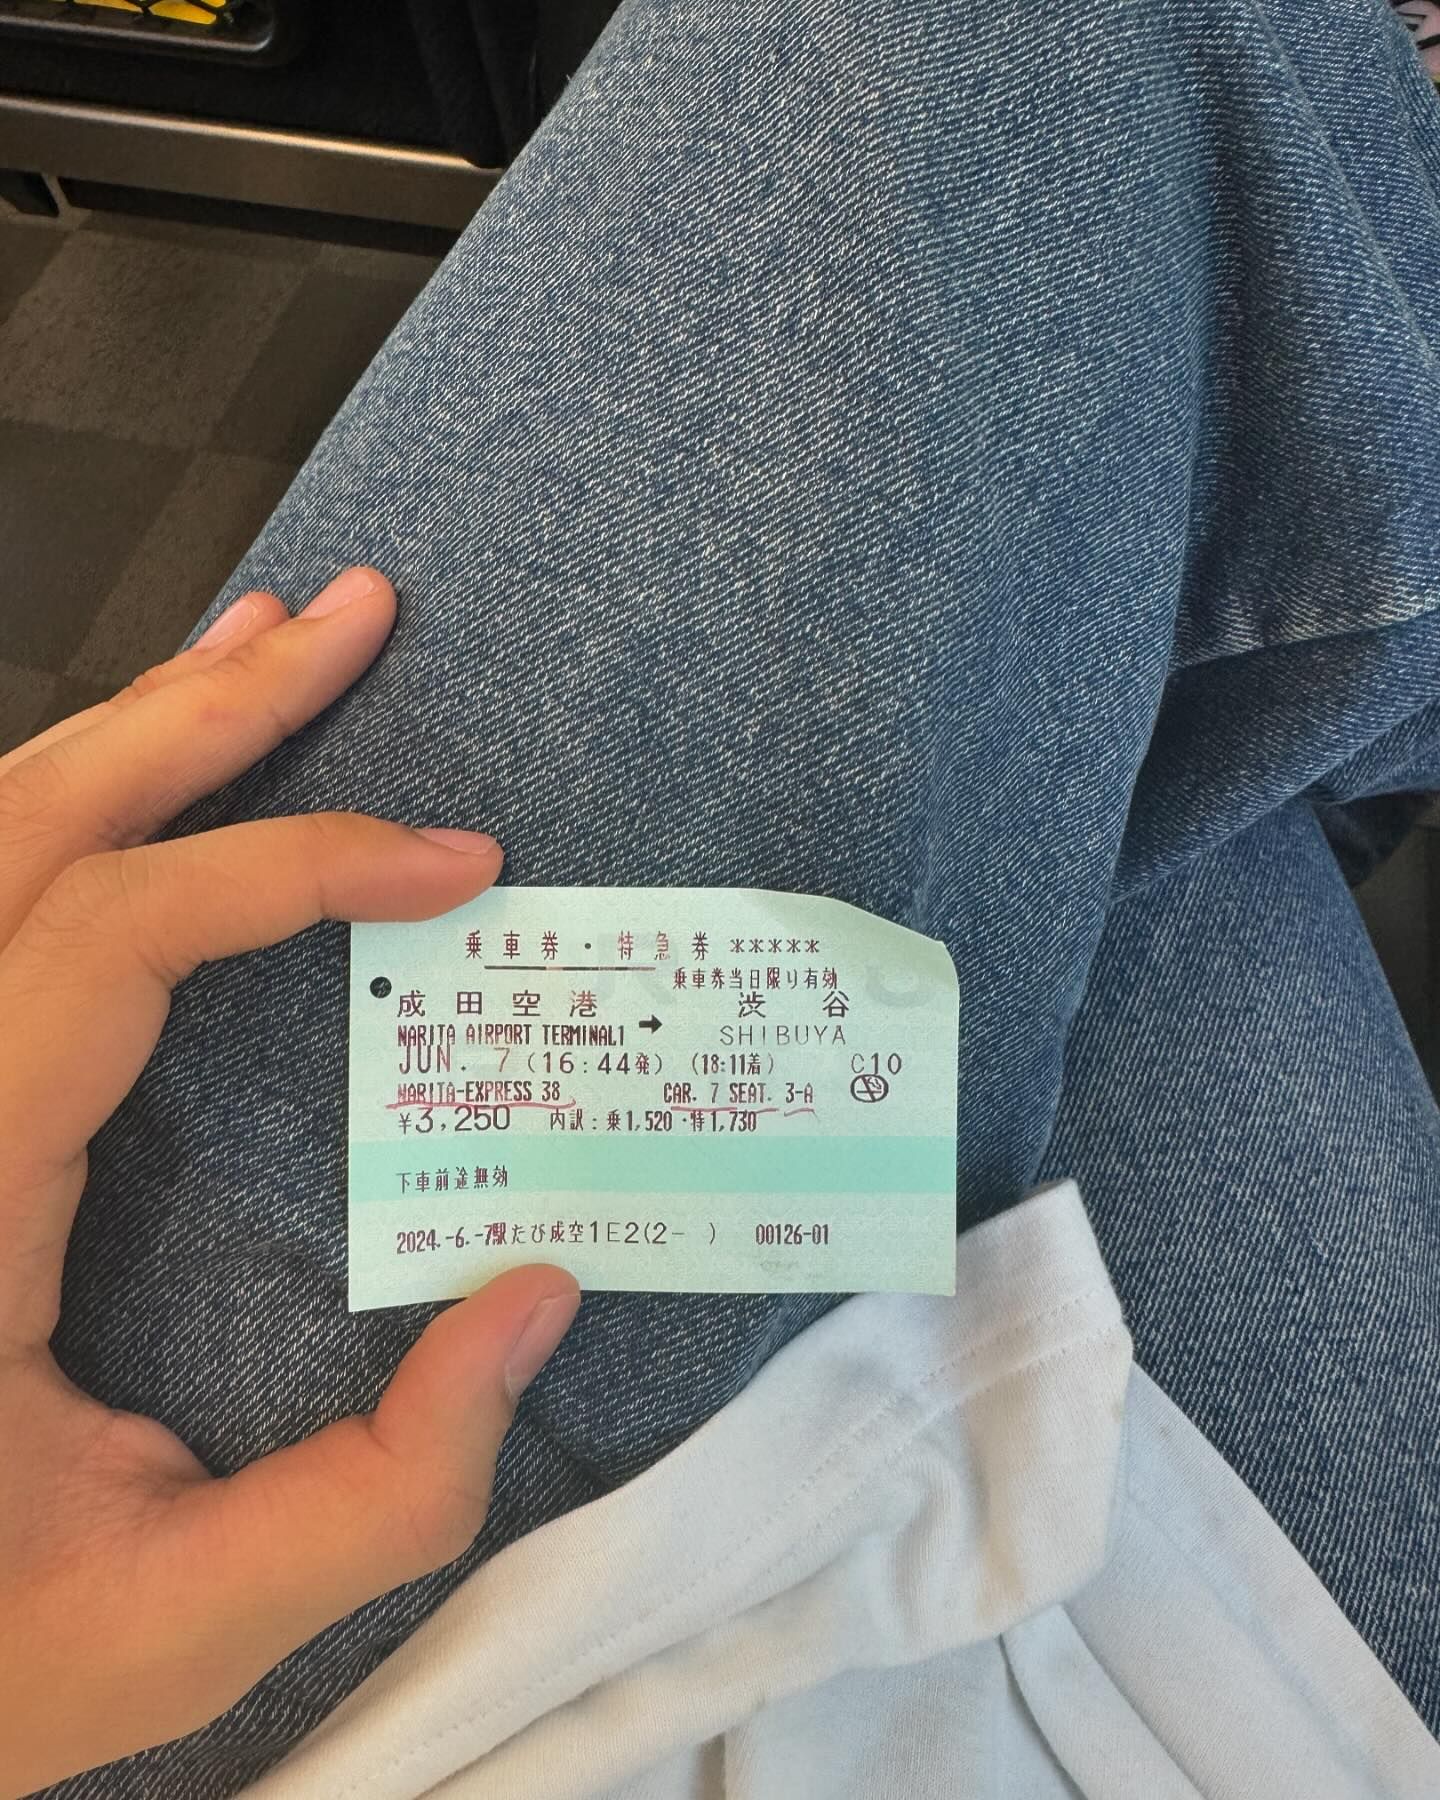 乗車券・特急券 *****
乗車券当日限り有効
成田空港 → 渋谷
NARITA AIRPORT TERMINAL1 SHIBUYA
JUN. 7 (16:44発) (18:11着) C10
NARITA-EXPRESS 38 CAR. 7 SEAT. 3-A
¥3,250 内訳:乗1,520・特1,730
下車前途無効
2024.-6.-7駅たび成空1E2(2- ) 00126-01